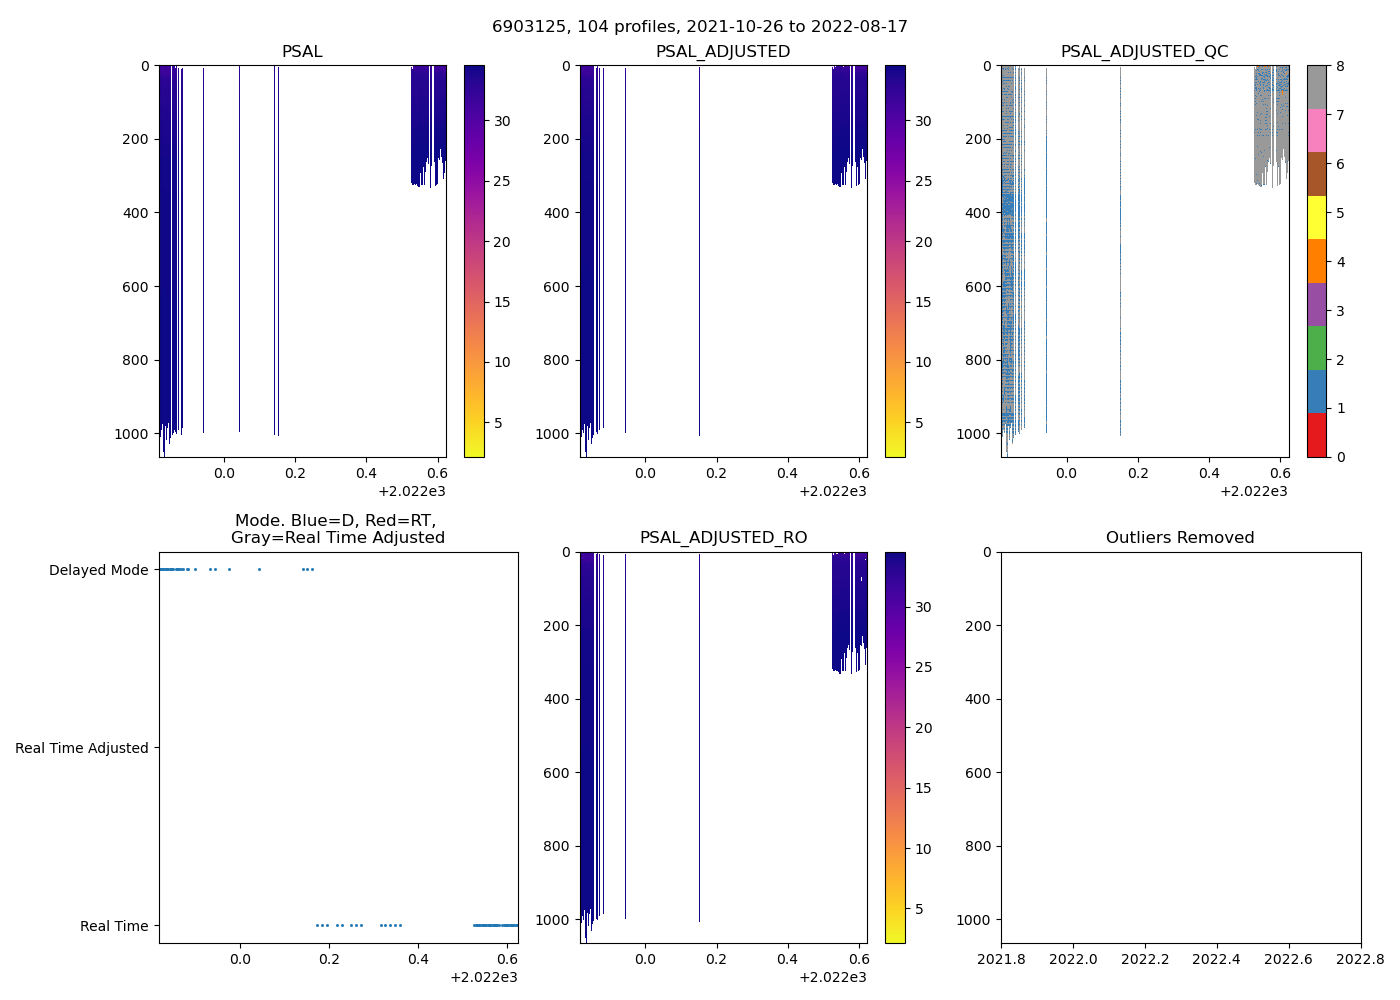 6903125, 104 profiles, 2021-10-26 to 2022-08-17
PSAL
0
200
400
600
800
1000
0.0 0.2 0.4 0.6
+2.022e3
30
25
20
15
10
5
PSAL_ADJUSTED
0
200
400
600
800
1000
0.0 0.2 0.4 0.6
+2.022e3
30
25
20
15
10
5
PSAL_ADJUSTED_QC
0
200
400
600
800
1000
0.0 0.2 0.4 0.6
+2.022e3
8
7
6
5
4
3
2
1
0
Mode. Blue=D, Red=RT,
Gray=Real Time Adjusted
Delayed Mode
Real Time Adjusted
Real Time
0.0 0.2 0.4 0.6
+2.022e3
PSAL_ADJUSTED_RO
0
200
400
600
800
1000
0.0 0.2 0.4 0.6
+2.022e3
30
25
20
15
10
5
Outliers Removed
0
200
400
600
800
1000
2021.8 2022.0 2022.2 2022.4 2022.6 2022.8